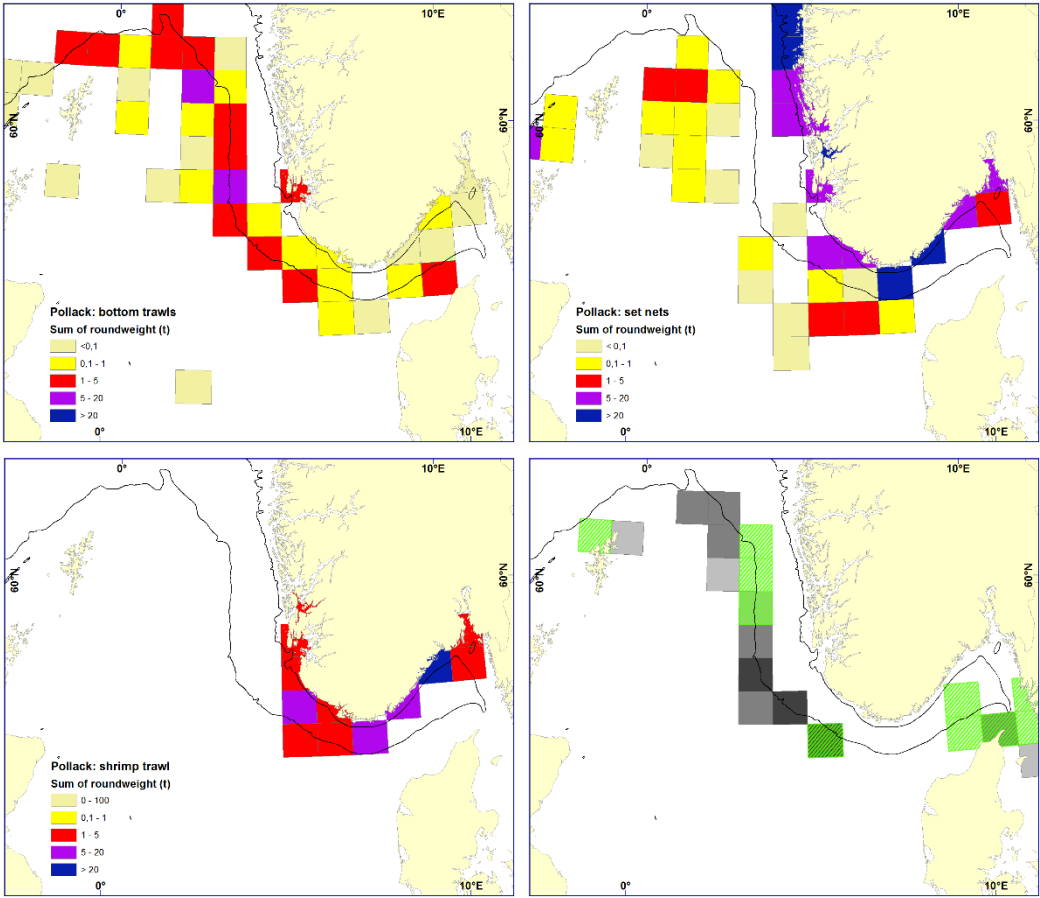 0°
10°E
60°N
60°N
Pollack: bottom trawls
Sum of roundweight (t)
<0,1
0,1 - 1
1 - 5
5 - 20
> 20
0°
10°E
0°
10°E
60°N
60°N
Pollack: set nets
Sum of roundweight (t)
< 0,1
0,1 - 1
1 - 5
5 - 20
> 20
0°
10°E
0°
10°E
60°N
60°N
Pollack: shrimp trawl
Sum of roundweight (t)
0 - 100
0,1 - 1
1 - 5
5 - 20
> 20
0°
10°E
0°
10°E
60°N
60°N
0°
10°E